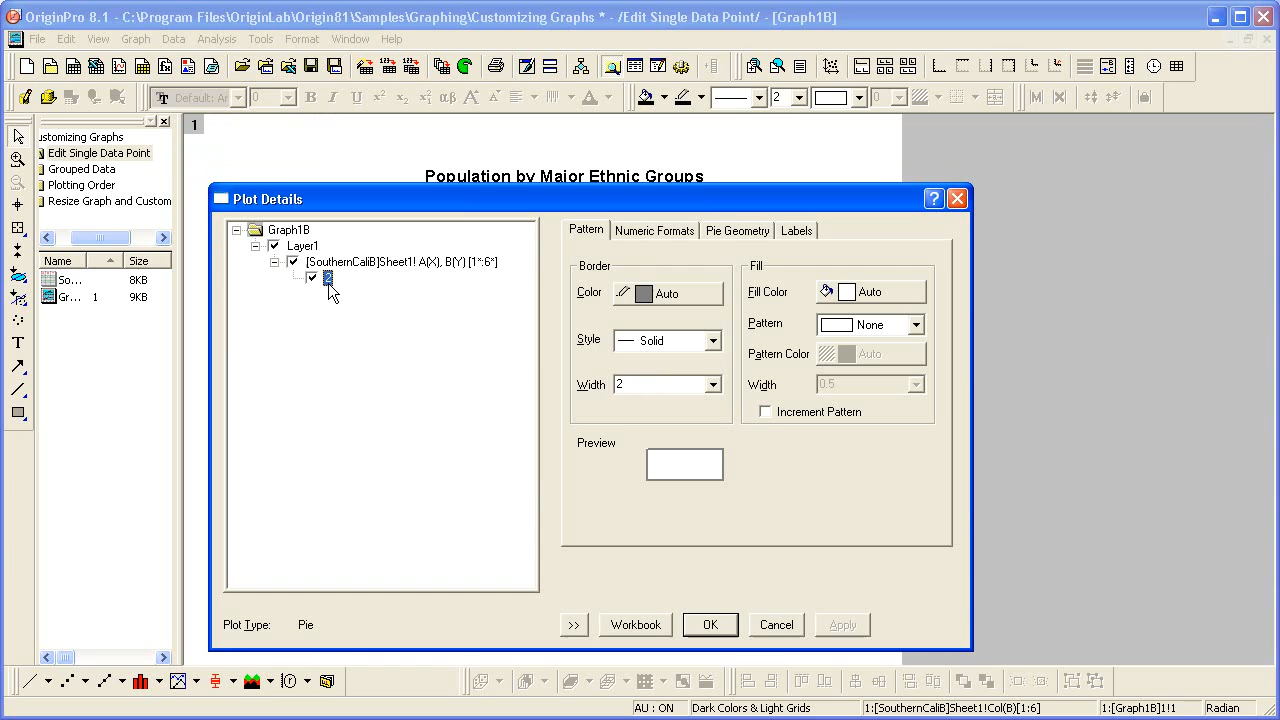 OriginPro 8.1 - C:\Program Files\OriginLab\Origin81\Samples\Graphing\Customizing Graphs * - /Edit Single Data Point/ - [Graph1B]
File Edit View Graph Data Analysis Tools Format Window Help
Default: Ar 0 B I U 2 0
ustomizing Graphs
Edit Single Data Point
Grouped Data
Plotting Order
Resize Graph and Custom
Name Size
So... 8KB
Gr... 1 9KB
1
Population by Major Ethnic Groups
Plot Details
Graph1B
Layer1
[SouthernCaliB]Sheet1! A(X), B(Y) [1*:6*]
2
Pattern Numeric Formats Pie Geometry Labels
Border
Color Auto
Style Solid
Width 2
Fill
Fill Color Auto
Pattern None
Pattern Color Auto
Width 0.5
Increment Pattern
Preview
Plot Type: Pie
>> Workbook OK Cancel Apply
AU : ON Dark Colors & Light Grids 1:[SouthernCaliB]Sheet1!Col(B)[1:6] 1:[Graph1B]1!1 Radian